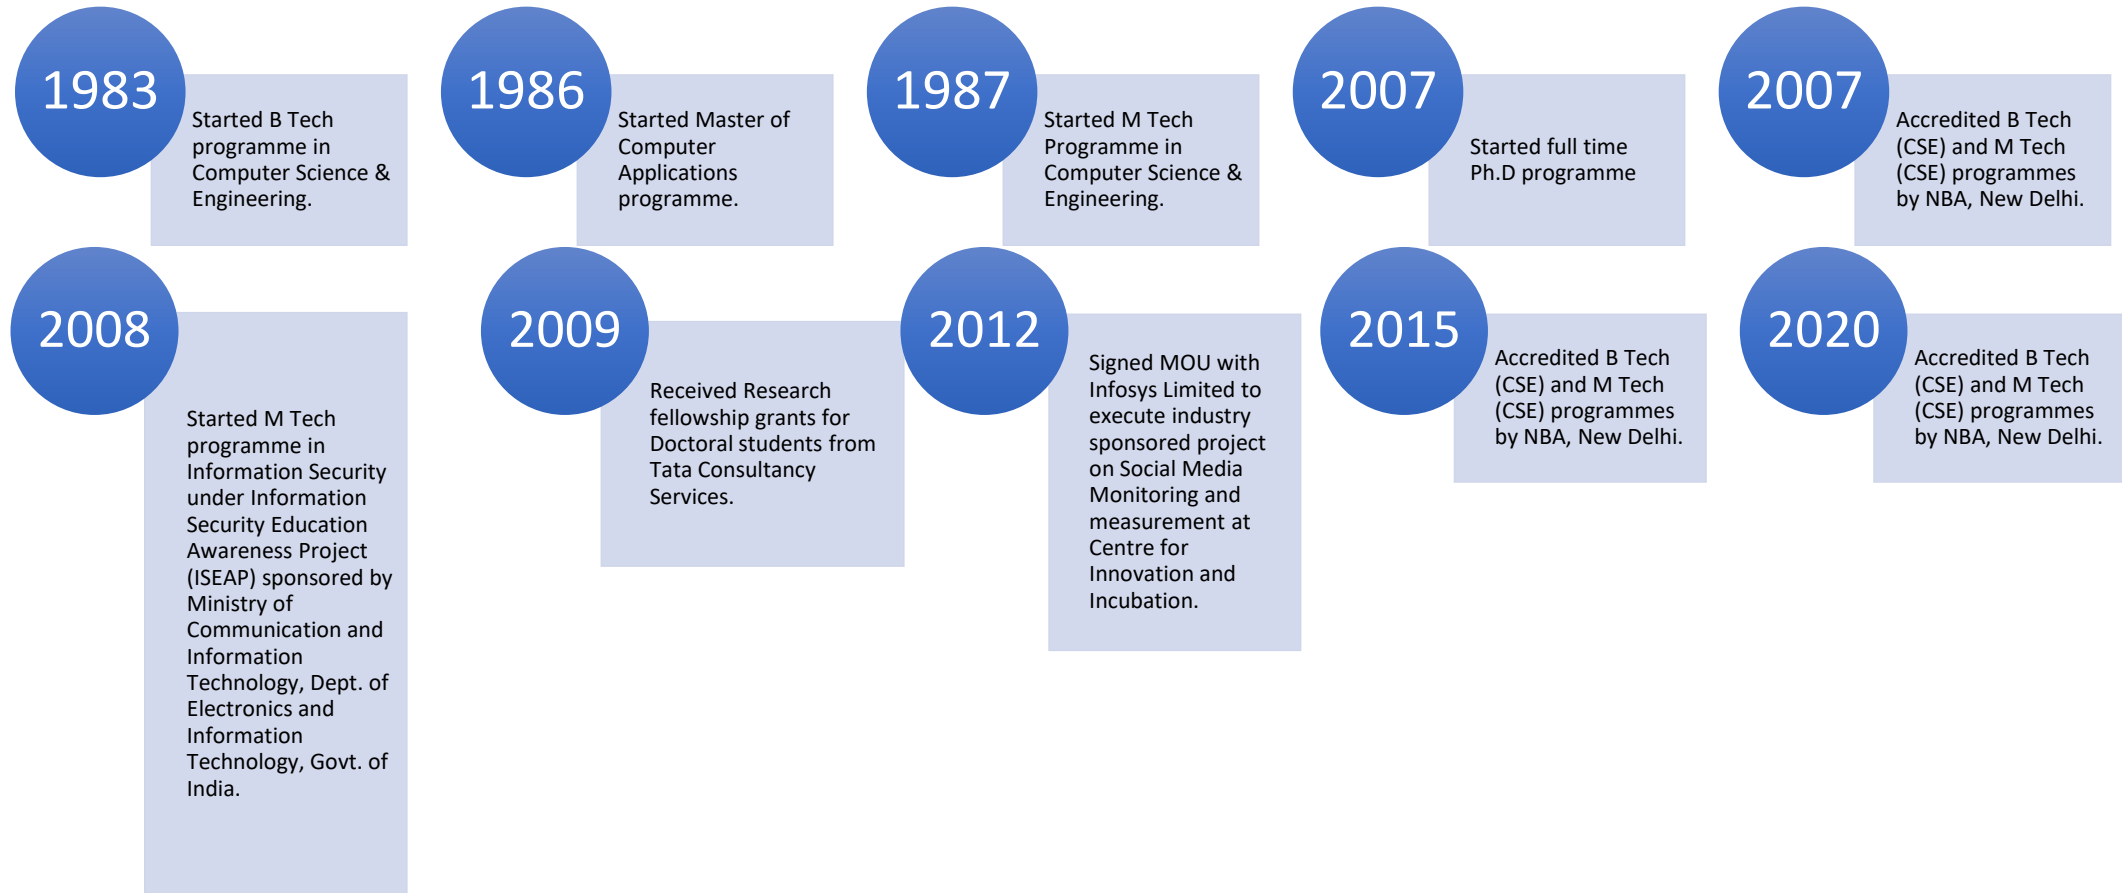 1983
Started B Tech
programme in
Computer Science &
Engineering.
1986
Started Master of
Computer
Applications
programme.
1987
Started M Tech
Programme in
Computer Science &
Engineering.
2007
Started full time
Ph.D programme
2007
Accredited B Tech
(CSE) and M Tech
(CSE) programmes
by NBA, New Delhi.
2008
Started M Tech
programme in
Information Security
under Information
Security Education
Awareness Project
(ISEAP) sponsored by
Ministry of
Communication and
Information
Technology, Dept. of
Electronics and
Information
Technology, Govt. of
India.
2009
Received Research
fellowship grants for
Doctoral students from
Tata Consultancy
Services.
2012
Signed MOU with
Infosys Limited to
execute industry
sponsored project
on Social Media
Monitoring and
measurement at
Centre for
Innovation and
Incubation.
2015
Accredited B Tech
(CSE) and M Tech
(CSE) programmes
by NBA, New Delhi.
2020
Accredited B Tech
(CSE) and M Tech
(CSE) programmes
by NBA, New Delhi.